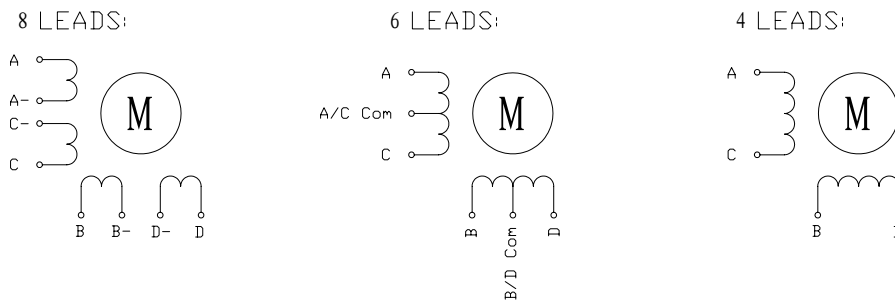 8 LEADS:
A
A-
C-
C
M
B B- D- D
6 LEADS:
A
A/C Com
C
M
B
B/D Com
D
4 LEADS:
A
C
M
B